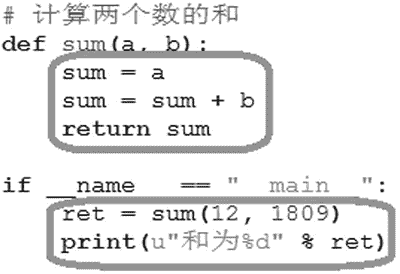 # 计算两个数的和
def sum(a, b):
    sum = a
    sum = sum + b
    return sum
if __name__ == "__main__":
    ret = sum(12, 1809)
    print(u"和为%d" % ret)